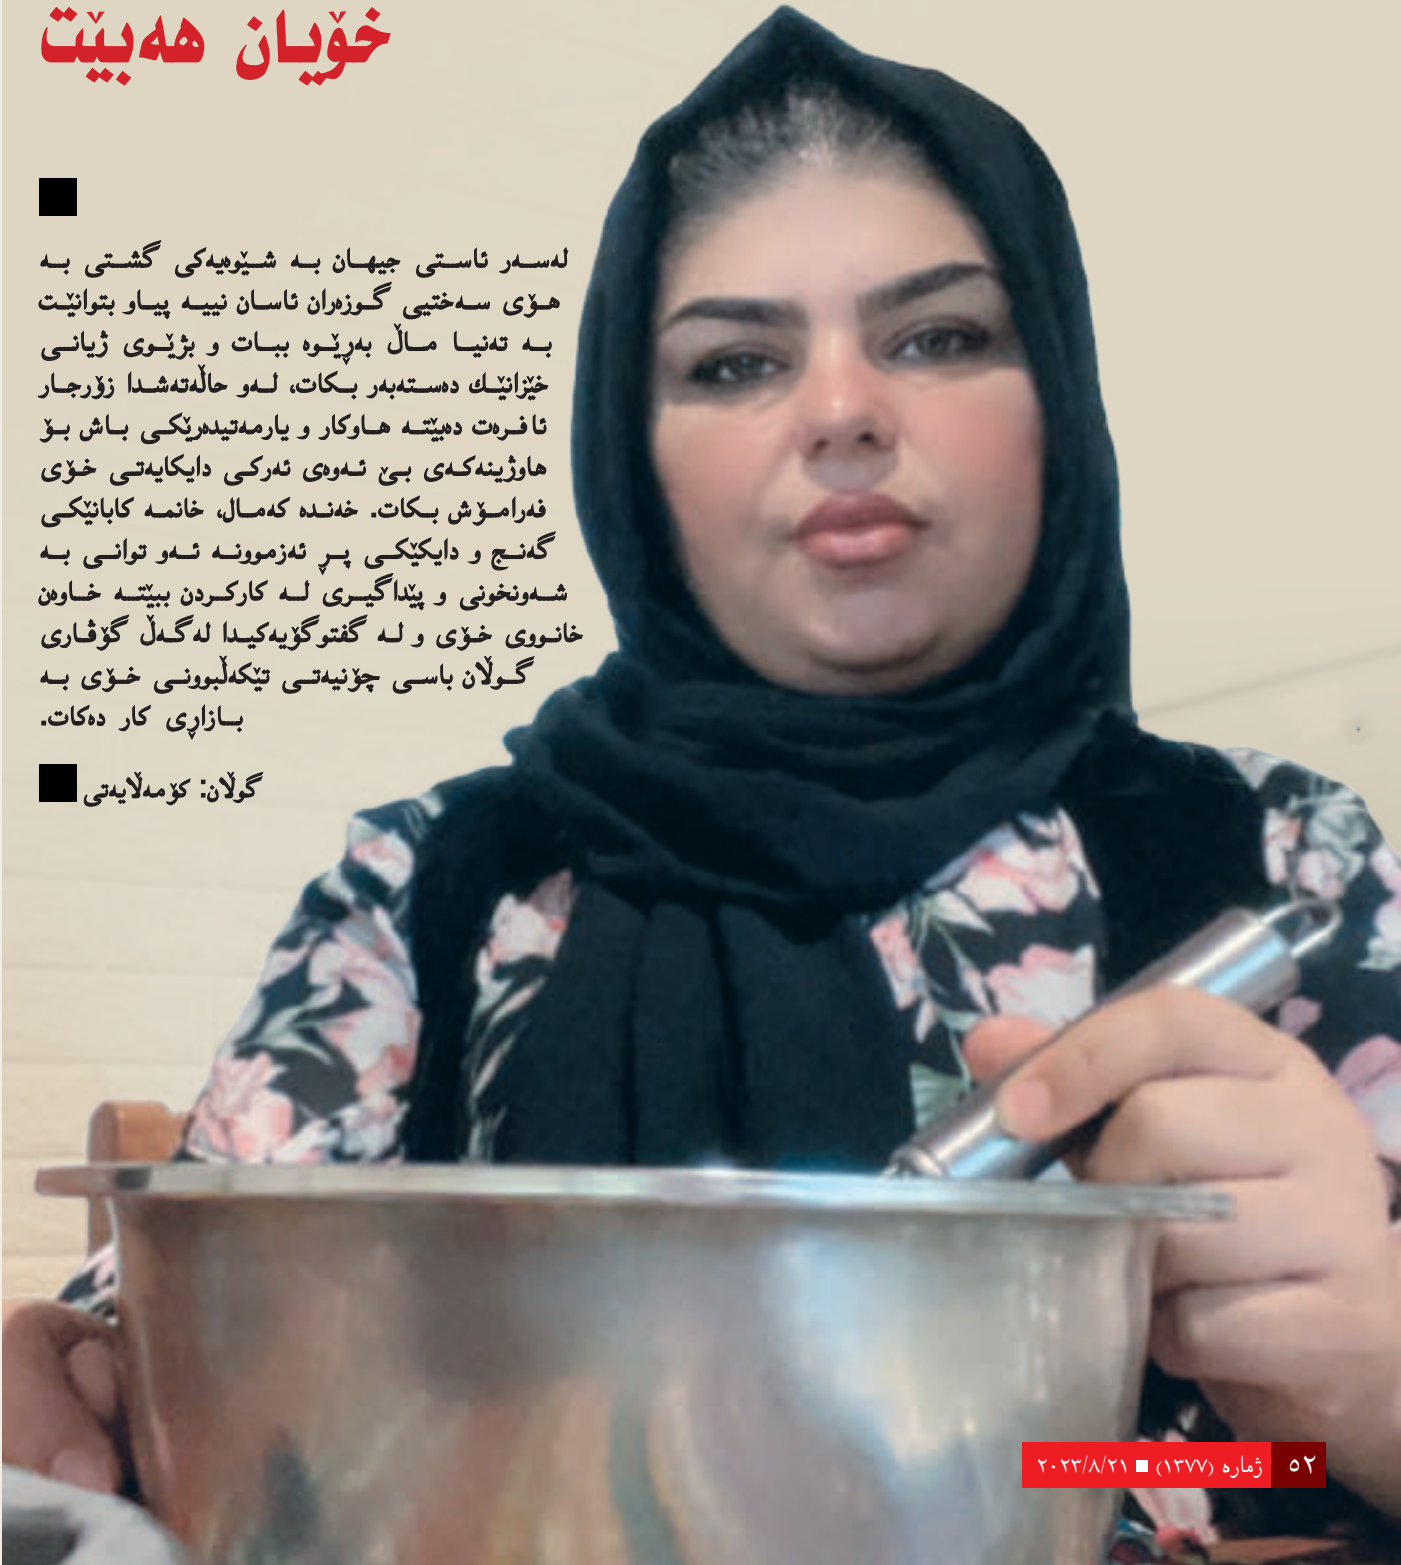 خۆیان هەبێت
لەسەر ئاستی جیهان بە شێوەیەکی گشتی بە
هۆی سەختیی گوزەران ئاسان نییە پیاو بتوانێت
بە تەنیا ماڵ بەڕێوە ببات و بژێوی ژیانی
خێزانێك دەستەبەر بکات، لەو حاڵەتەشدا زۆرجار
ئافرەت دەبێتە هاوکار و یارمەتیدەرێکی باش بۆ
هاوژینەکەی بێ ئەوەی ئەرکی دایکایەتی خۆی
فەرامۆش بکات. خەندە کەمال، خانمە کابانێکی
گەنج و دایکێکی پڕ ئەزموونە ئەو توانی بە
شەونخونی و پێداگیری لە کارکردن ببێتە خاوەن
خانووی خۆی و لە گفتوگۆیەکیدا لەگەڵ گۆڤاری
گوڵان باسی چۆنیەتی تێکەڵبوونی خۆی بە
بازاڕی کار دەکات.
گوڵان: کۆمەڵایەتی
٥٢ ژمارە (١٣٧٧) ■ ٢٠٢٣/٨/٢١